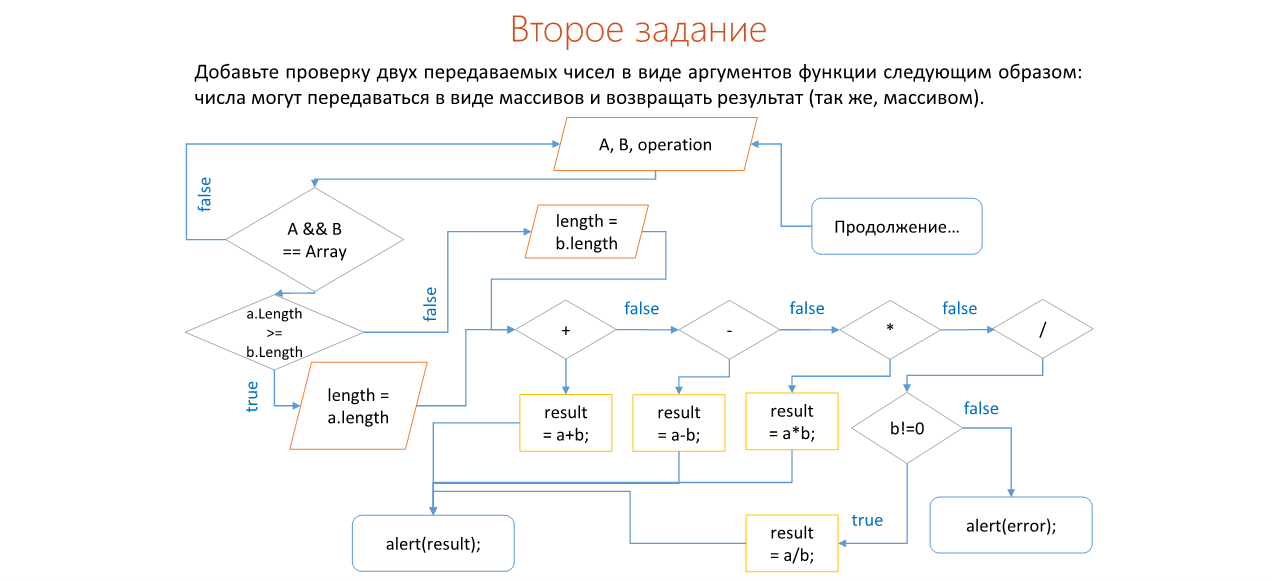 Второе задание
Добавьте проверку двух передаваемых чисел в виде аргументов функции следующим образом:
числа могут передаваться в виде массивов и возвращать результат (так же, массивом).
A, B, operation
false
A && B
== Array
length =
b.length
Продолжение...
a.Length
>=
b.Length
false
true
length =
a.length
+
false
-
false
*
false
/
result
= a+b;
result
= a-b;
result
= a*b;
b!=0
false
alert(result);
result
= a/b;
true
alert(error);